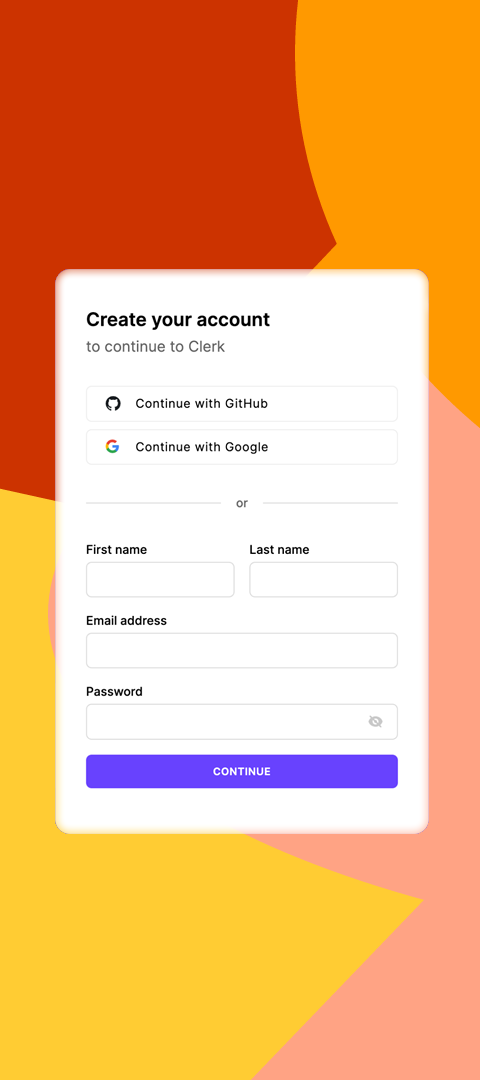 Create your account
to continue to Clerk
Continue with GitHub
Continue with Google
or
First name Last name
Email address
Password
CONTINUE